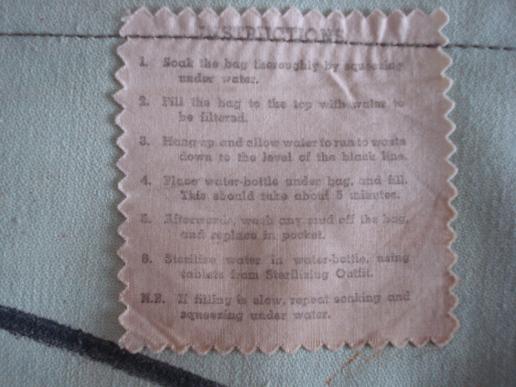 INSTRUCTIONS
1. Soak the bag thoroughly by squeezing
under water.
2. Fill the bag to the top with water to
be filtered.
3. Hang up and allow water to run to waste
down to the level of the black line.
4. Place water-bottle under bag, and fill.
This should take about 5 minutes.
5. Afterwards, wash any mud off the bag,
and replace in pocket.
6. Sterilize water in water-bottle, using
tablets from Sterilizing Outfit.
N.B. If filling is slow, repeat soaking and
squeezing under water.